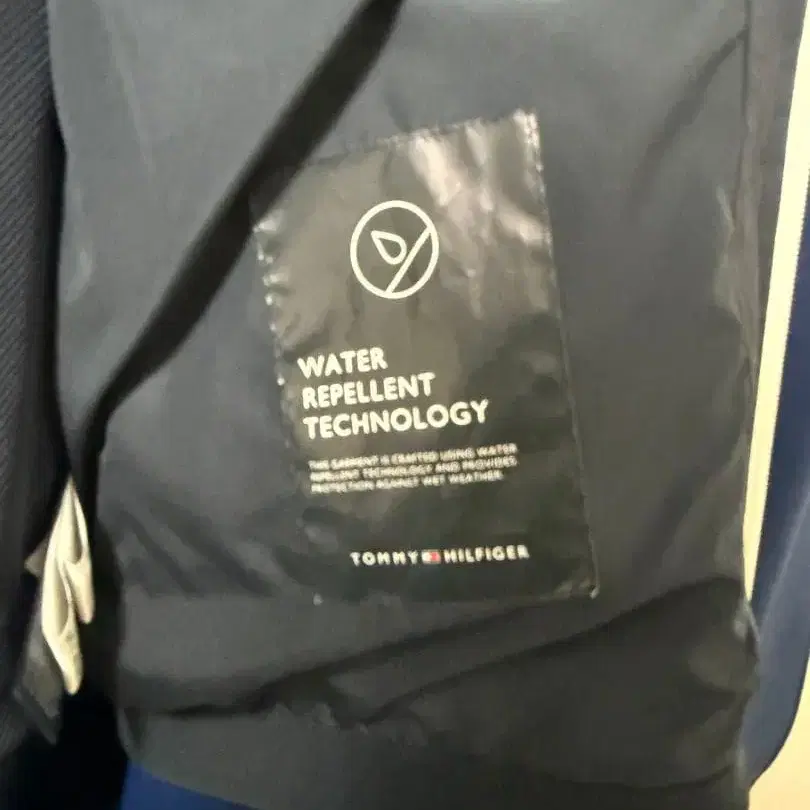 WATER
REPELLENT
TECHNOLOGY
THIS GARMENT IS CRAFTED USING WATER
REPELLENT TECHNOLOGY AND PROVIDES
PROTECTION AGAINST WET WEATHER.
TOMMY HILFIGER